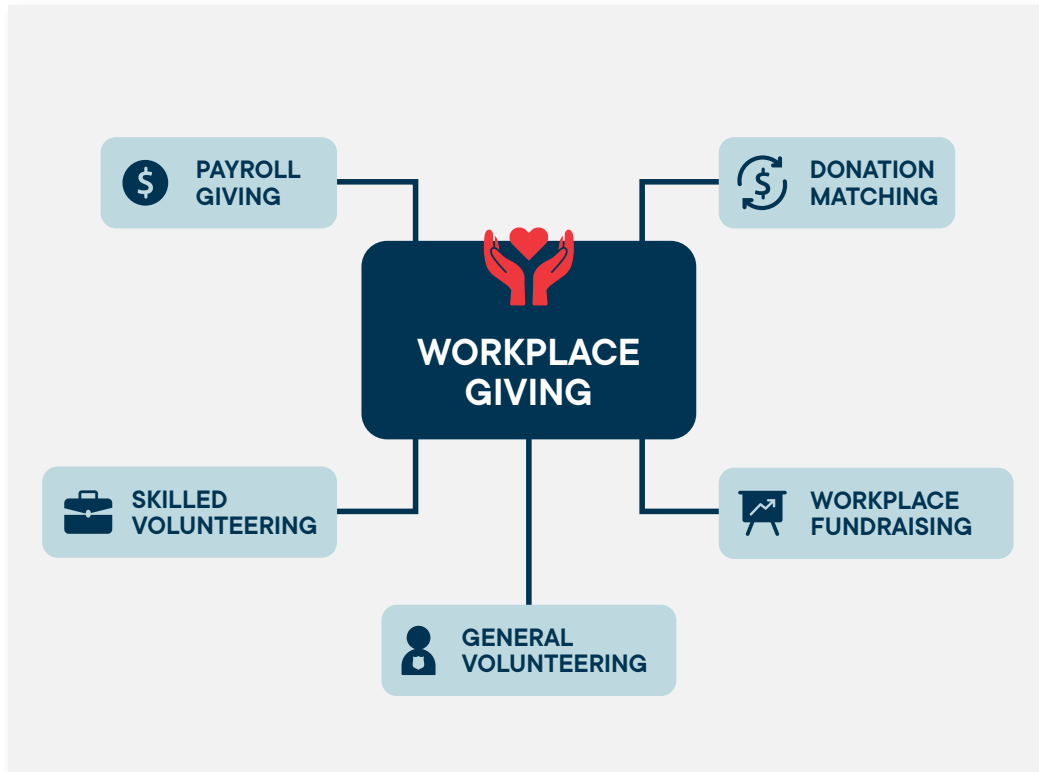 PAYROLL
GIVING
DONATION
MATCHING
WORKPLACE
GIVING
SKILLED
VOLUNTEERING
WORKPLACE
FUNDRAISING
GENERAL
VOLUNTEERING